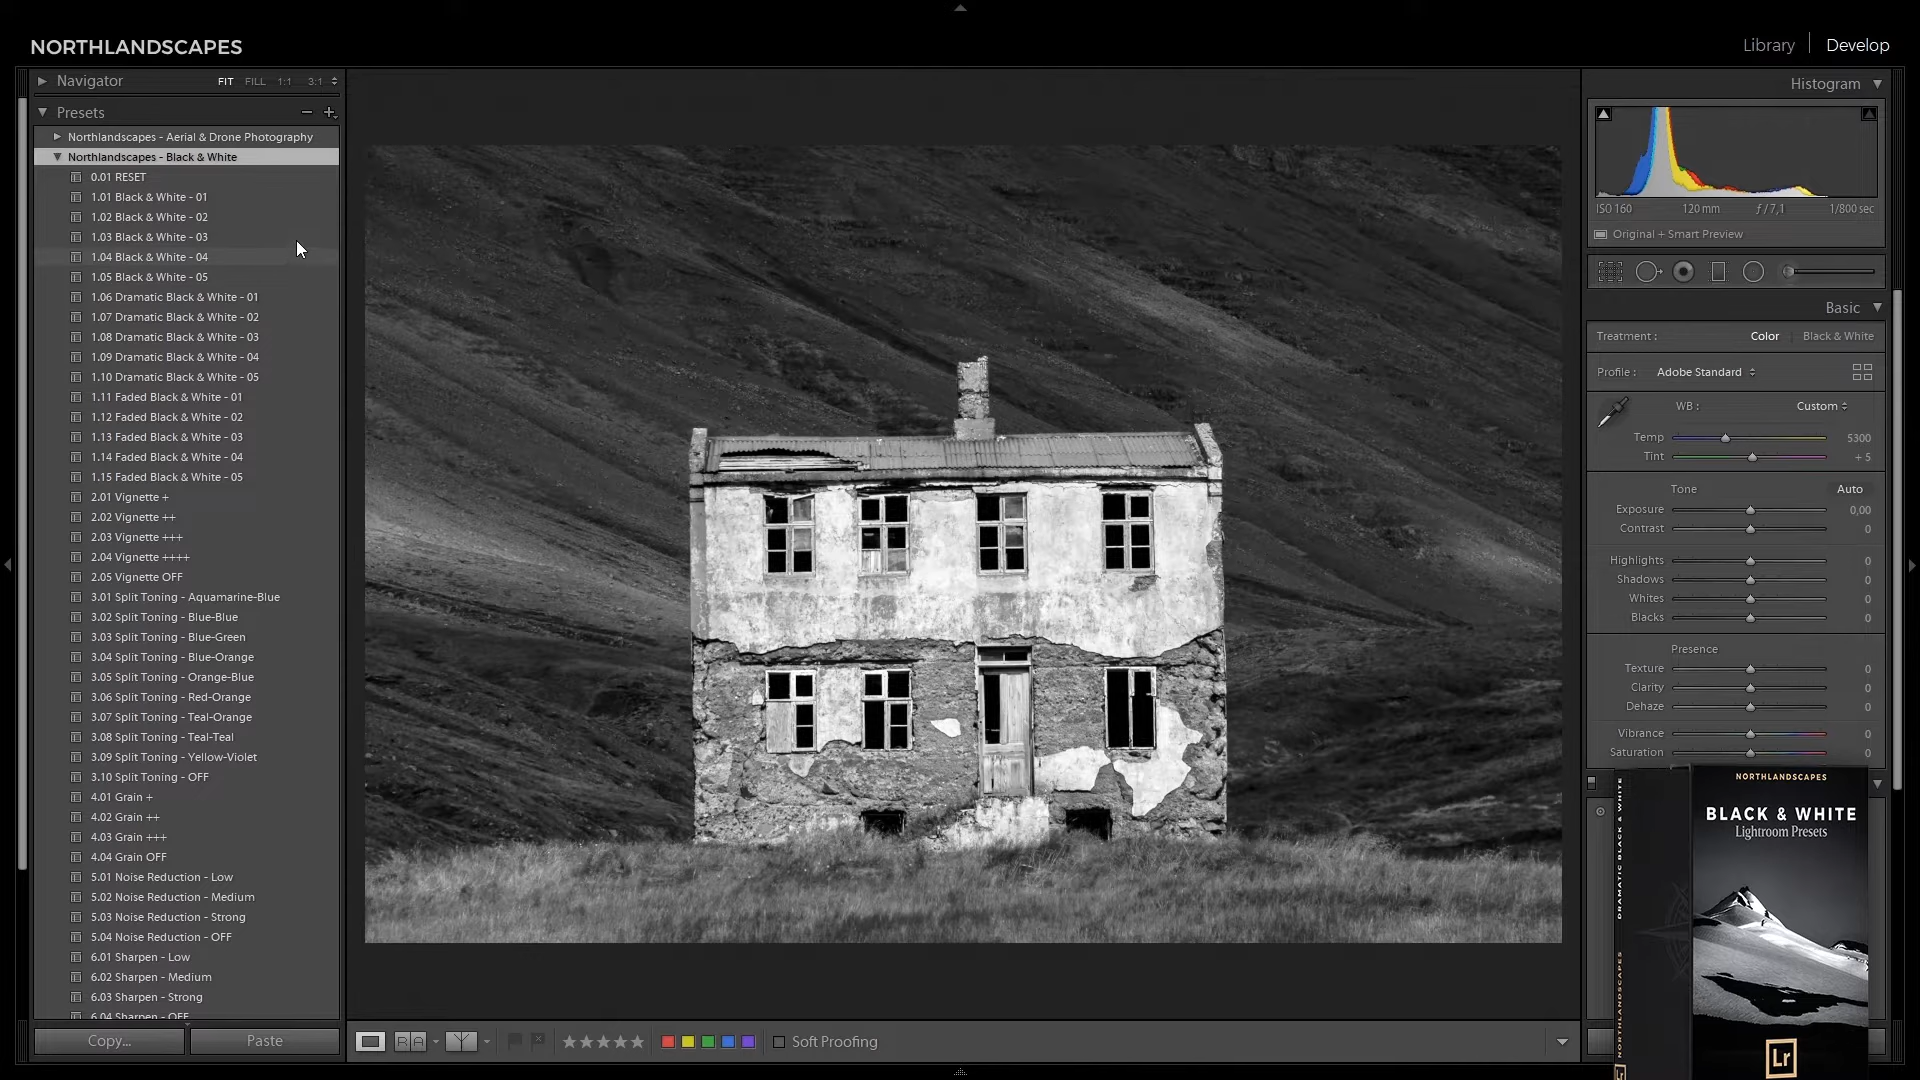 NORTHLANDSCAPES
Library | Develop
Navigator FIT FILL 1:1 3:1
Presets
Northlandscapes - Aerial & Drone Photography
Northlandscapes - Black & White
0.01 RESET
1.01 Black & White - 01
1.02 Black & White - 02
1.03 Black & White - 03
1.04 Black & White - 04
1.05 Black & White - 05
1.06 Dramatic Black & White - 01
1.07 Dramatic Black & White - 02
1.08 Dramatic Black & White - 03
1.09 Dramatic Black & White - 04
1.10 Dramatic Black & White - 05
1.11 Faded Black & White - 01
1.12 Faded Black & White - 02
1.13 Faded Black & White - 03
1.14 Faded Black & White - 04
1.15 Faded Black & White - 05
2.01 Vignette +
2.02 Vignette ++
2.03 Vignette +++
2.04 Vignette ++++
2.05 Vignette OFF
3.01 Split Toning - Aquamarine-Blue
3.02 Split Toning - Blue-Blue
3.03 Split Toning - Blue-Green
3.04 Split Toning - Blue-Orange
3.05 Split Toning - Orange-Blue
3.06 Split Toning - Red-Orange
3.07 Split Toning - Teal-Orange
3.08 Split Toning - Teal-Teal
3.09 Split Toning - Yellow-Violet
3.10 Split Toning - OFF
4.01 Grain +
4.02 Grain ++
4.03 Grain +++
4.04 Grain OFF
5.01 Noise Reduction - Low
5.02 Noise Reduction - Medium
5.03 Noise Reduction - Strong
5.04 Noise Reduction - OFF
6.01 Sharpen - Low
6.02 Sharpen - Medium
6.03 Sharpen - Strong
6.04 Sharpen - OFF
Copy... Paste
R A Y Soft Proofing
Histogram
ISO 160 120 mm ƒ / 7,1 1/800 sec
Original + Smart Preview
Basic
Treatment : Color Black & White
Profile : Adobe Standard
WB : Custom
Temp 5300
Tint + 5
Tone Auto
Exposure 0,00
Contrast 0
Highlights 0
Shadows 0
Whites 0
Blacks 0
Presence
Texture 0
Clarity 0
Dehaze 0
Vibrance 0
Saturation 0
NORTHLANDSCAPES
BLACK & WHITE
Lightroom Presets
Lr
DRAMATIC BLACK & WHITE
NORTHLANDSCAPES
Lr